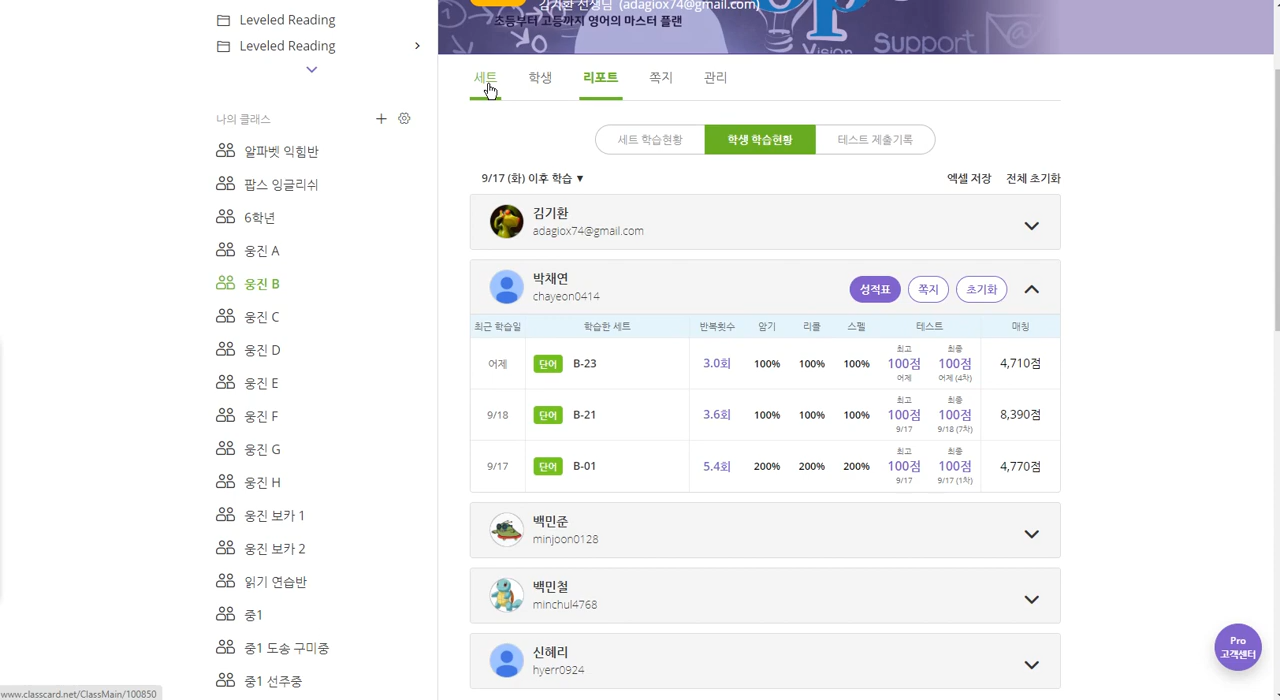 Leveled Reading
Leveled Reading
나의 클래스
알파벳 익힘반
팝스 잉글리쉬
6학년
웅진 A
웅진 B
웅진 C
웅진 D
웅진 E
웅진 F
웅진 G
웅진 H
웅진 보카 1
웅진 보카 2
읽기 연습반
중1
중1 도송 구미중
중1 선주중
www.classcard.net/ClassMain/100850
김기환 선생님 (adagiox74@gmail.com)
초등부터 고등까지 영어의 마스터 플랜
Vision
Support
세트 학생 리포트 쪽지 관리
세트 학습현황 학생 학습현황 테스트 제출기록
9/17 (화) 이후 학습 ▼ 엑셀 저장 전체 초기화
김기환
adagiox74@gmail.com
박채연
chayeon0414
성적표 쪽지 초기화
최근 학습일 학습한 세트 반복횟수 암기 리콜 스펠 테스트 매칭
최고 최종
어제 단어 B-23 3.0회 100% 100% 100% 100점 100점 4,710점
어제 어제 (4차)
최고 최종
9/18 단어 B-21 3.6회 100% 100% 100% 100점 100점 8,390점
9/17 9/18 (7차)
최고 최종
9/17 단어 B-01 5.4회 200% 200% 200% 100점 100점 4,770점
9/17 9/17 (1차)
백민준
minjoon0128
백민철
minchul4768
신혜리
hyerr0924
Pro
고객센터